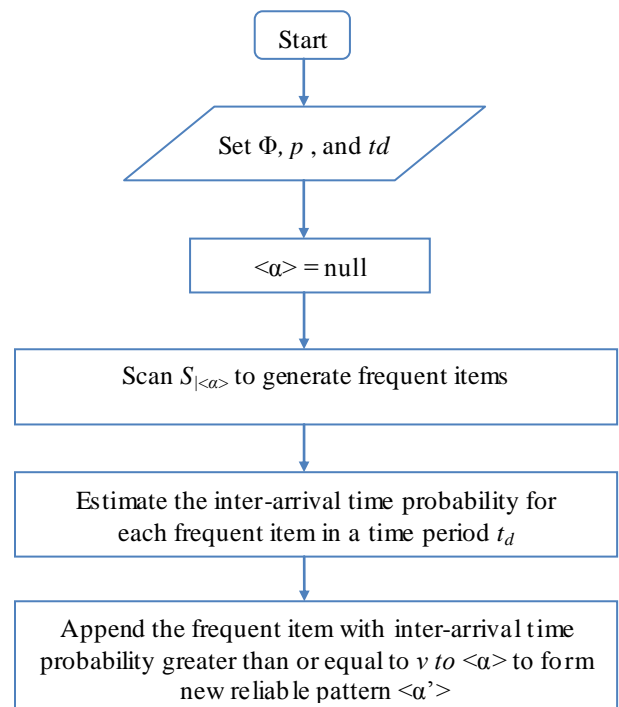 Start
Set Φ, p , and td
<α> = null
Scan S|<α> to generate frequent items
Estimate the inter-arrival time probability for
each frequent item in a time period td
Append the frequent item with inter-arrival time
probability greater than or equal to v to <α> to form
new reliable pattern <α’>